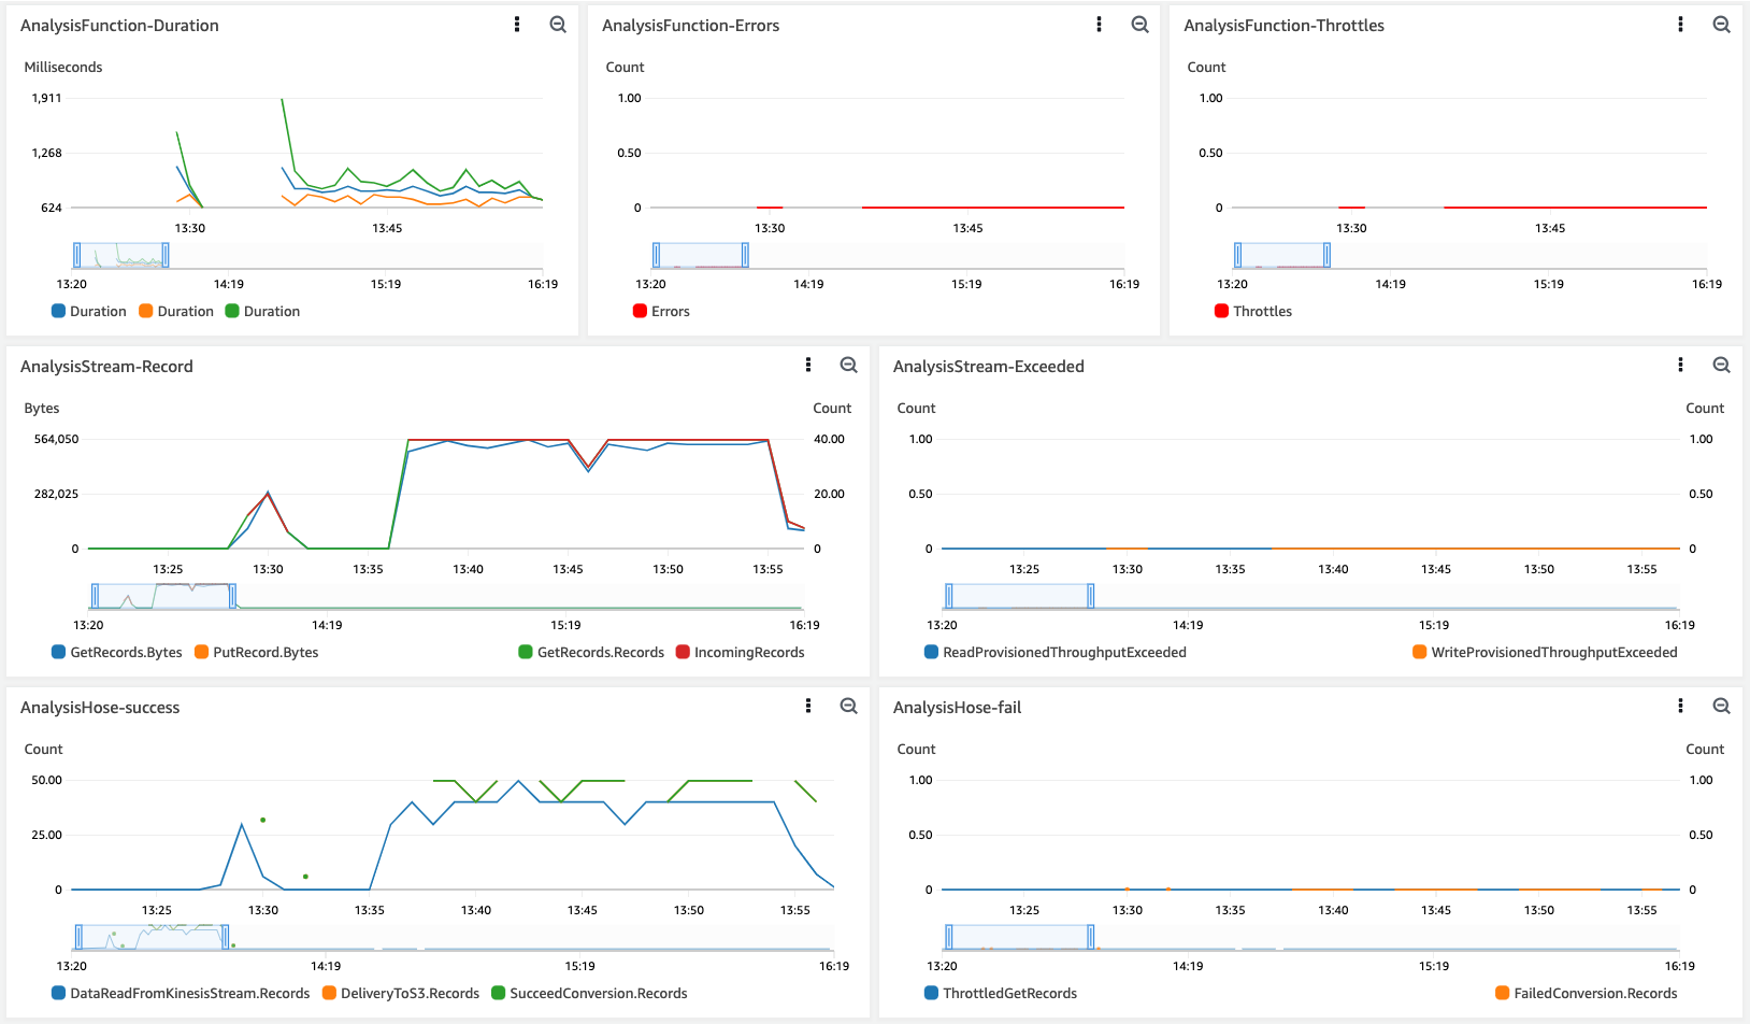 AnalysisFunction-Duration
Milliseconds
1,911
1,268
624
13:30 13:45
13:20 14:19 15:19 16:19
Duration Duration Duration
AnalysisFunction-Errors
Count
1.00
0.50
0
13:30 13:45
13:20 14:19 15:19 16:19
Errors
AnalysisFunction-Throttles
Count
1.00
0.50
0
13:30 13:45
13:20 14:19 15:19 16:19
Throttles
AnalysisStream-Record
Bytes Count
564,050 40.00
282,025 20.00
0 0
13:25 13:30 13:35 13:40 13:45 13:50 13:55
13:20 14:19 15:19 16:19
GetRecords.Bytes PutRecord.Bytes GetRecords.Records IncomingRecords
AnalysisStream-Exceeded
Count Count
1.00 1.00
0.50 0.50
0 0
13:25 13:30 13:35 13:40 13:45 13:50 13:55
13:20 14:19 15:19 16:19
ReadProvisionedThroughputExceeded WriteProvisionedThroughputExceeded
AnalysisHose-success
Count
50.00
25.00
0
13:25 13:30 13:35 13:40 13:45 13:50 13:55
13:20 14:19 15:19 16:19
DataReadFromKinesisStream.Records DeliveryToS3.Records SucceedConversion.Records
AnalysisHose-fail
Count Count
1.00 1.00
0.50 0.50
0 0
13:25 13:30 13:35 13:40 13:45 13:50 13:55
13:20 14:19 15:19 16:19
ThrottledGetRecords FailedConversion.Records